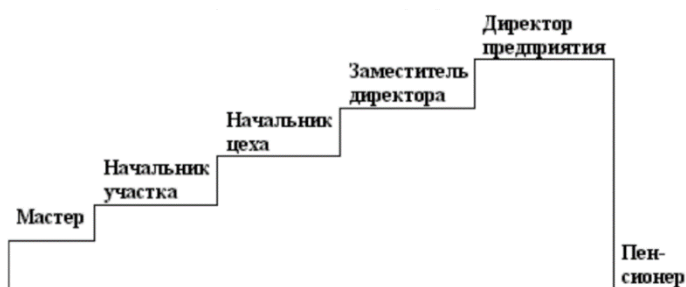 Директор
предприятия
Заместитель
директора
Начальник
цеха
Начальник
участка
Мастер
Пен-
сионер